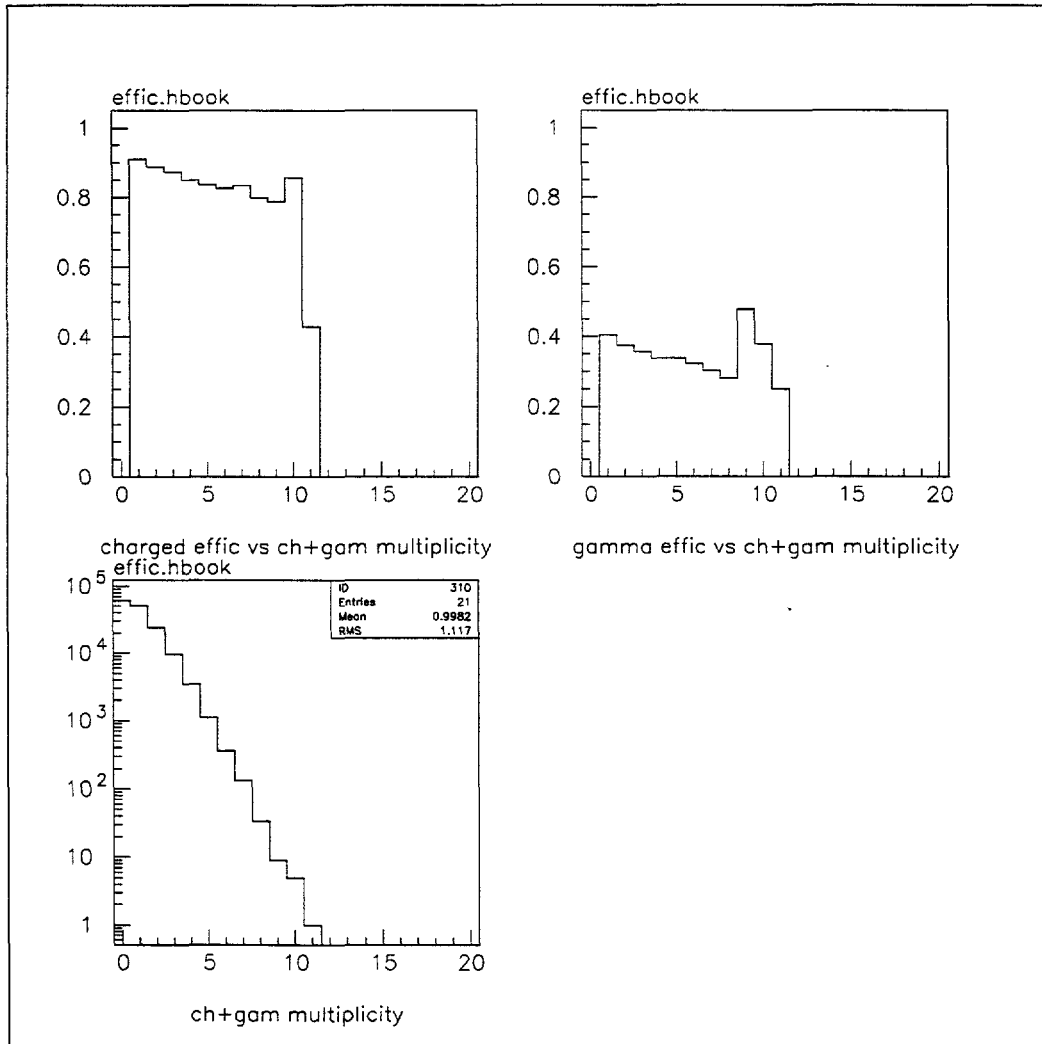 effic.hbook
1
0.8
0.6
0.4
0.2
0
0 5 10 15 20
charged effic vs ch+gam multiplicity
effic.hbook
1
0.8
0.6
0.4
0.2
0
0 5 10 15 20
gamma effic vs ch+gam multiplicity
effic.hbook
ID 310
Entries 21
Mean 0.9982
RMS 1.117
10^5
10^4
10^3
10^2
10
1
0 5 10 15 20
ch+gam multiplicity